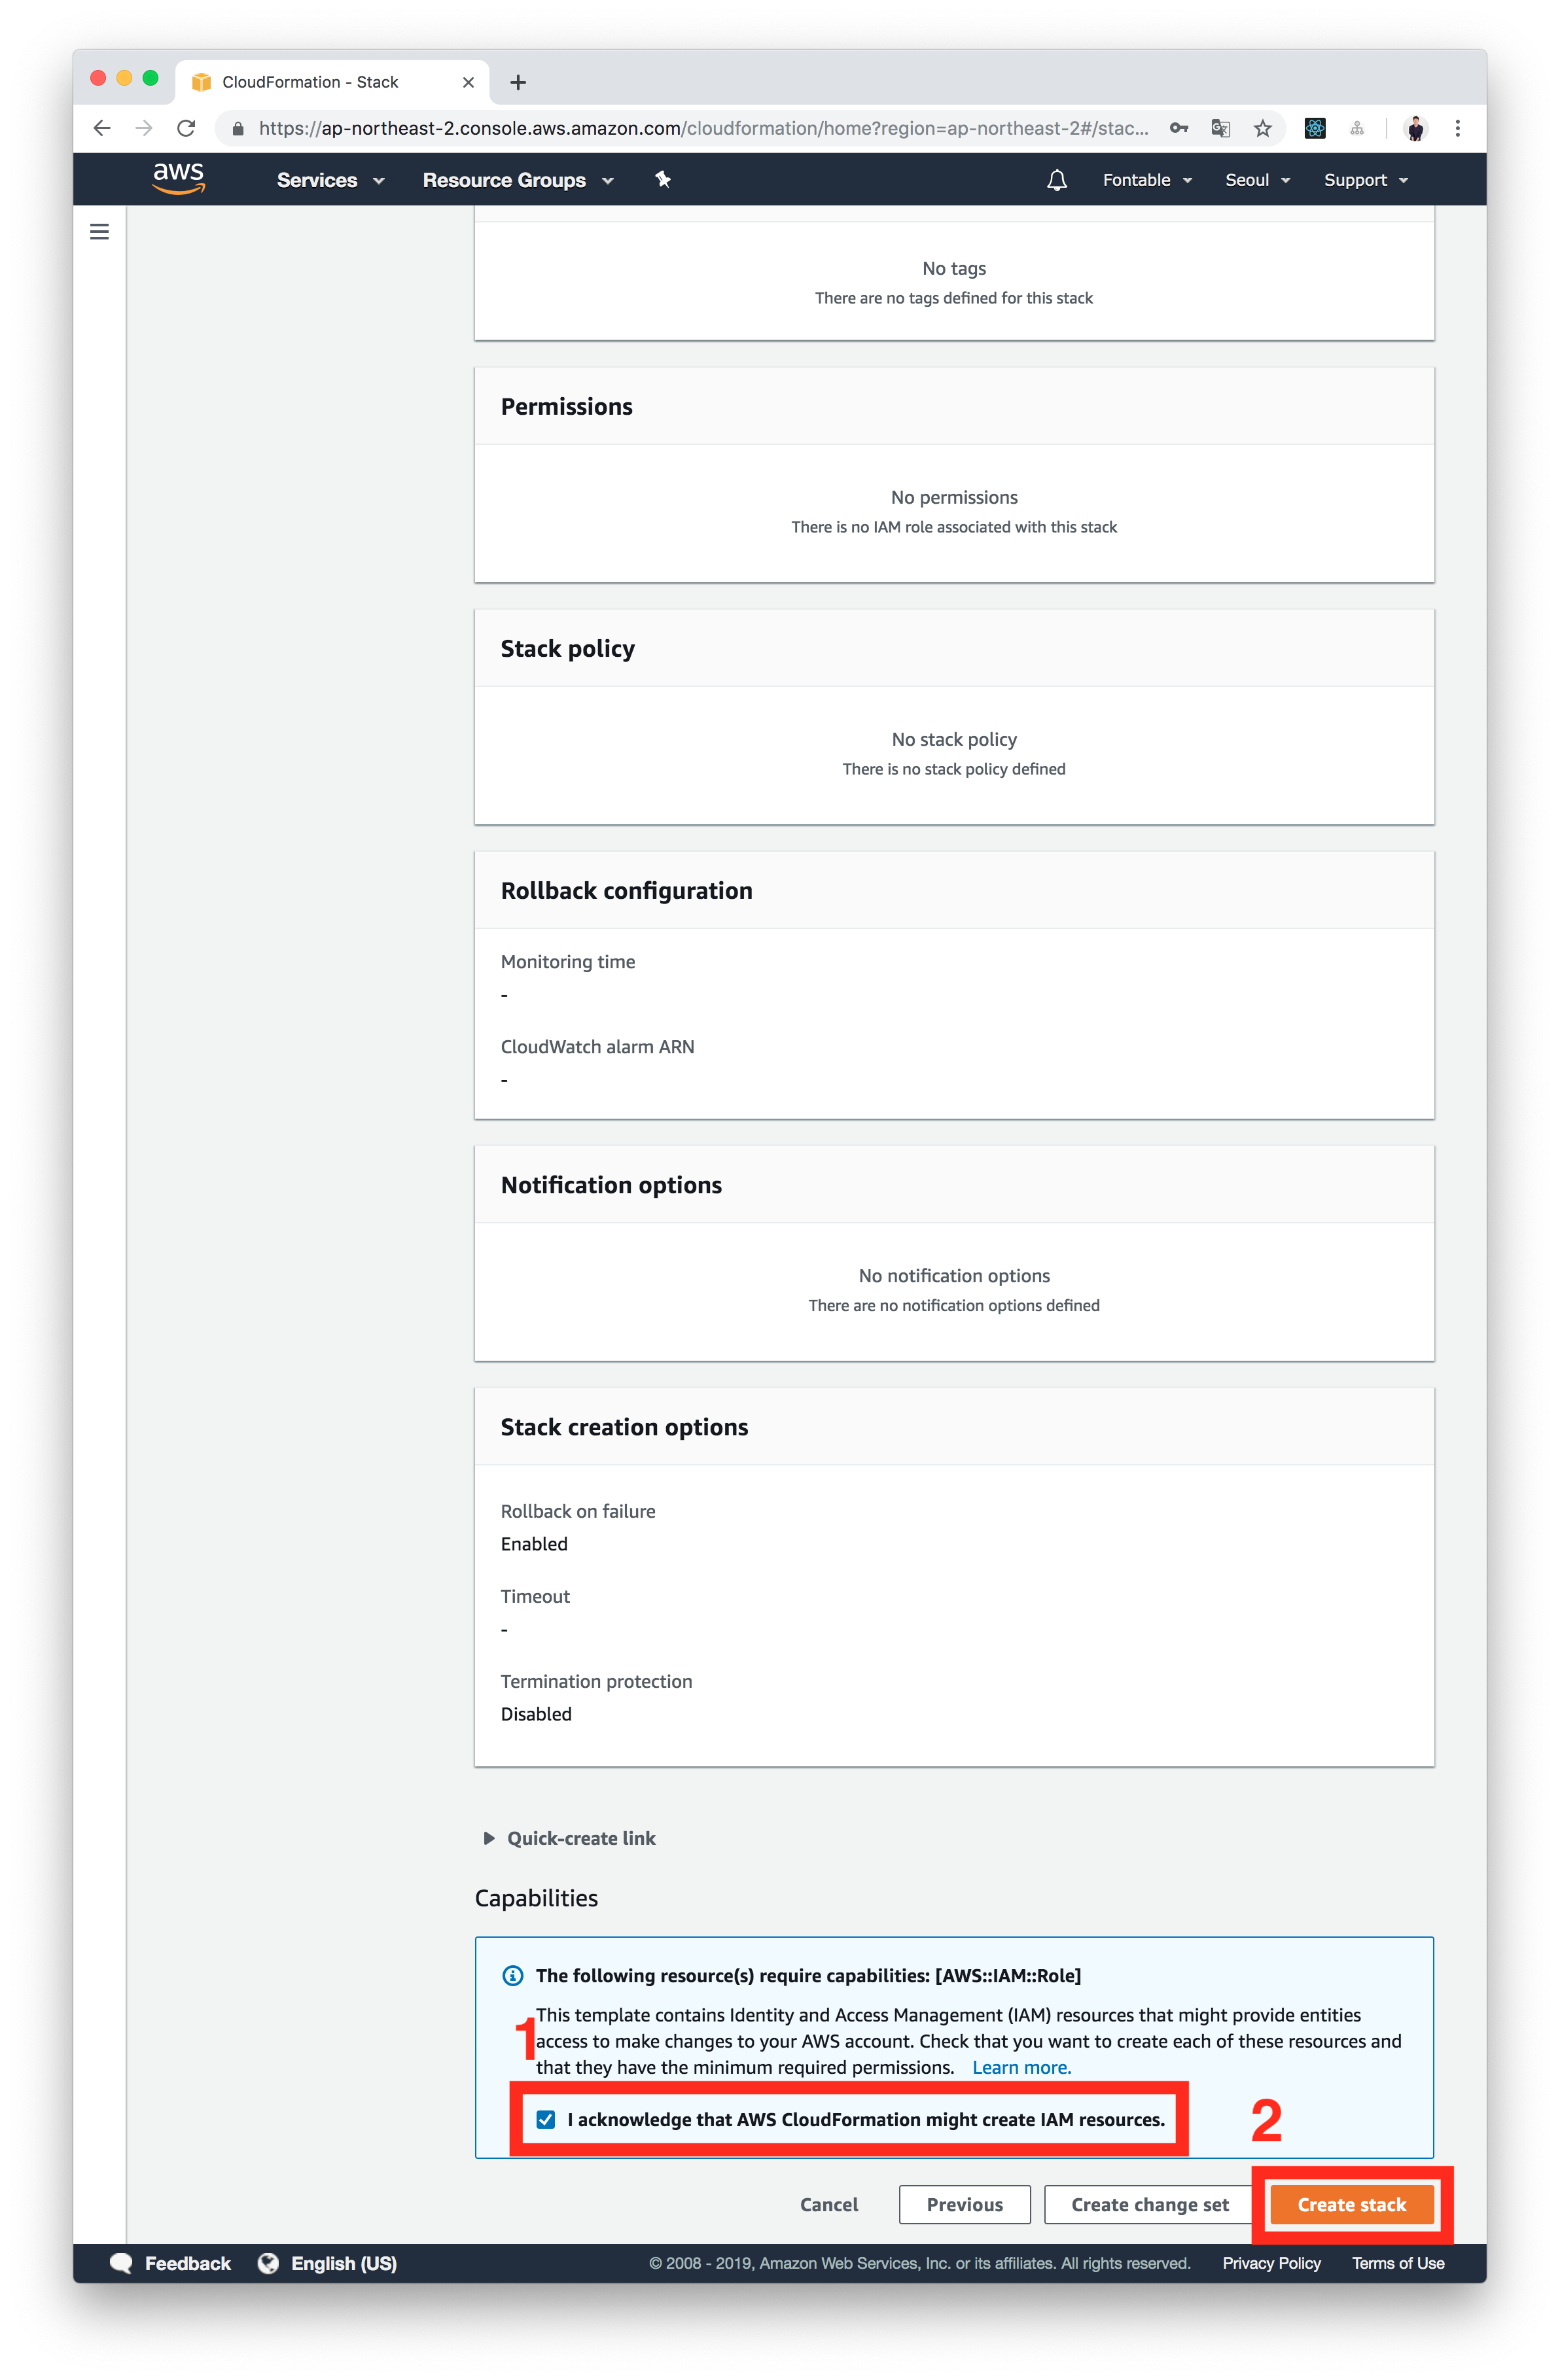 CloudFormation - Stack
https://ap-northeast-2.console.aws.amazon.com/cloudformation/home?region=ap-northeast-2#/stac...
aws
Services
Resource Groups
Fontable
Seoul
Support
No tags
There are no tags defined for this stack
Permissions
No permissions
There is no IAM role associated with this stack
Stack policy
No stack policy
There is no stack policy defined
Rollback configuration
Monitoring time
-
CloudWatch alarm ARN
-
Notification options
No notification options
There are no notification options defined
Stack creation options
Rollback on failure
Enabled
Timeout
-
Termination protection
Disabled
Quick-create link
Capabilities
The following resource(s) require capabilities: [AWS::IAM::Role]
This template contains Identity and Access Management (IAM) resources that might provide entities
access to make changes to your AWS account. Check that you want to create each of these resources and
that they have the minimum required permissions. Learn more.
1
I acknowledge that AWS CloudFormation might create IAM resources.
2
Cancel
Previous
Create change set
Create stack
Feedback
English (US)
© 2008 - 2019, Amazon Web Services, Inc. or its affiliates. All rights reserved.
Privacy Policy
Terms of Use